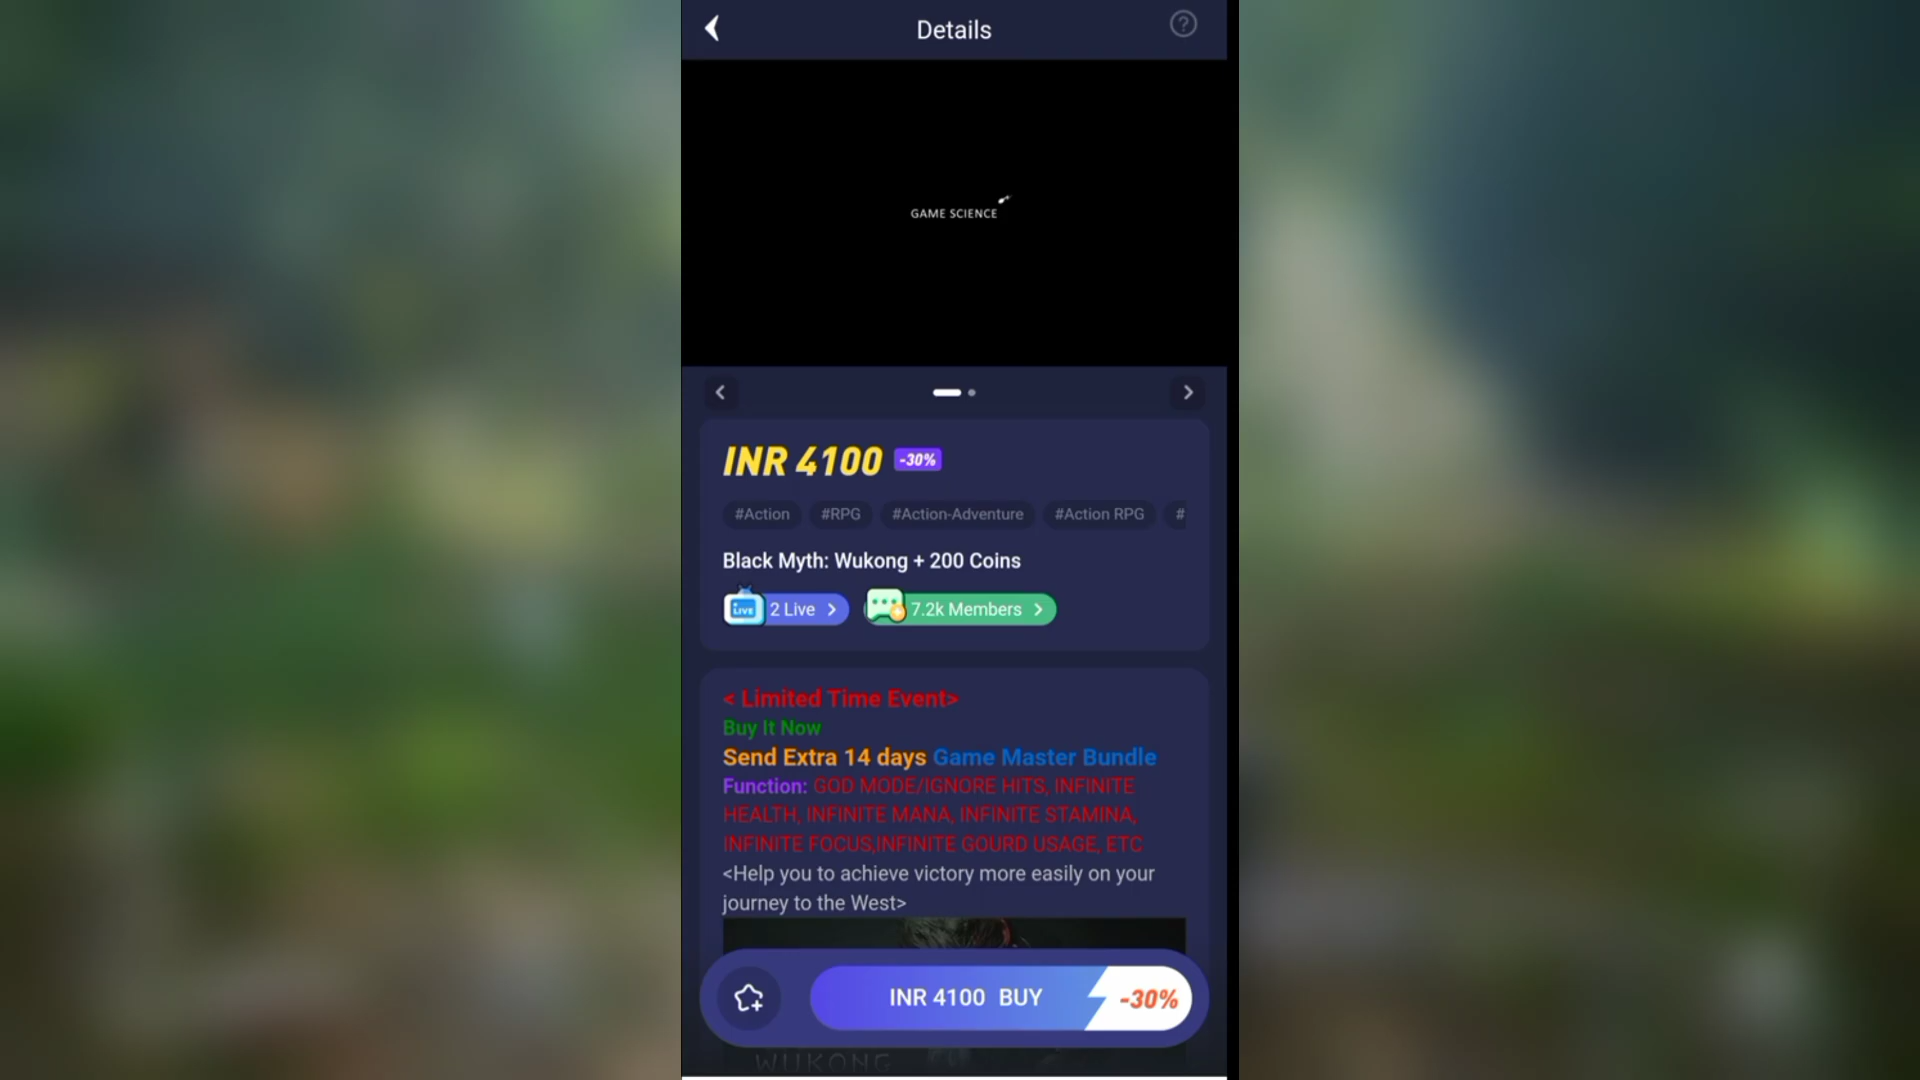 Details
GAME SCIENCE
INR 4100 -30%
#Action #RPG #Action-Adventure #Action RPG #
Black Myth: Wukong + 200 Coins
LIVE 2 Live 7.2k Members
< Limited Time Event>
Buy It Now
Send Extra 14 days Game Master Bundle
Function: GOD MODE/IGNORE HITS, INFINITE
HEALTH, INFINITE MANA, INFINITE STAMINA,
INFINITE FOCUS,INFINITE GOURD USAGE, ETC
<Help you to achieve victory more easily on your
journey to the West>
INR 4100 BUY -30%
WUKONG